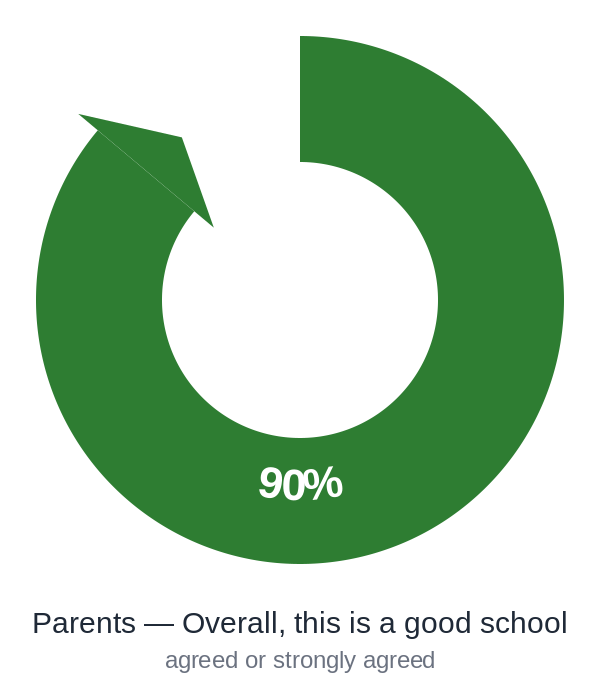 90%
Parents — Overall, this is a good school
agreed or strongly agreed